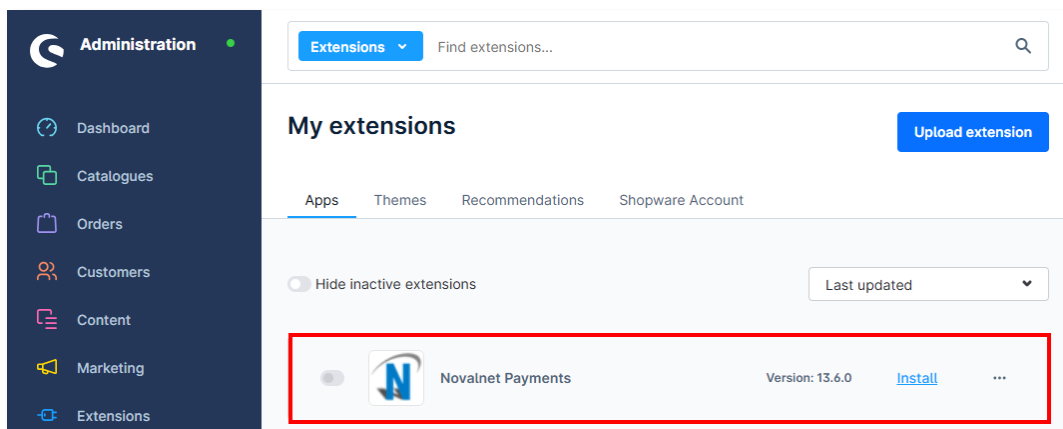 Administration
Extensions
Find extensions...
Dashboard
Catalogues
Orders
Customers
Content
Marketing
Extensions
My extensions
Upload extension
Apps
Themes
Recommendations
Shopware Account
Hide inactive extensions
Last updated
N
Novalnet Payments
Version: 13.6.0
Install